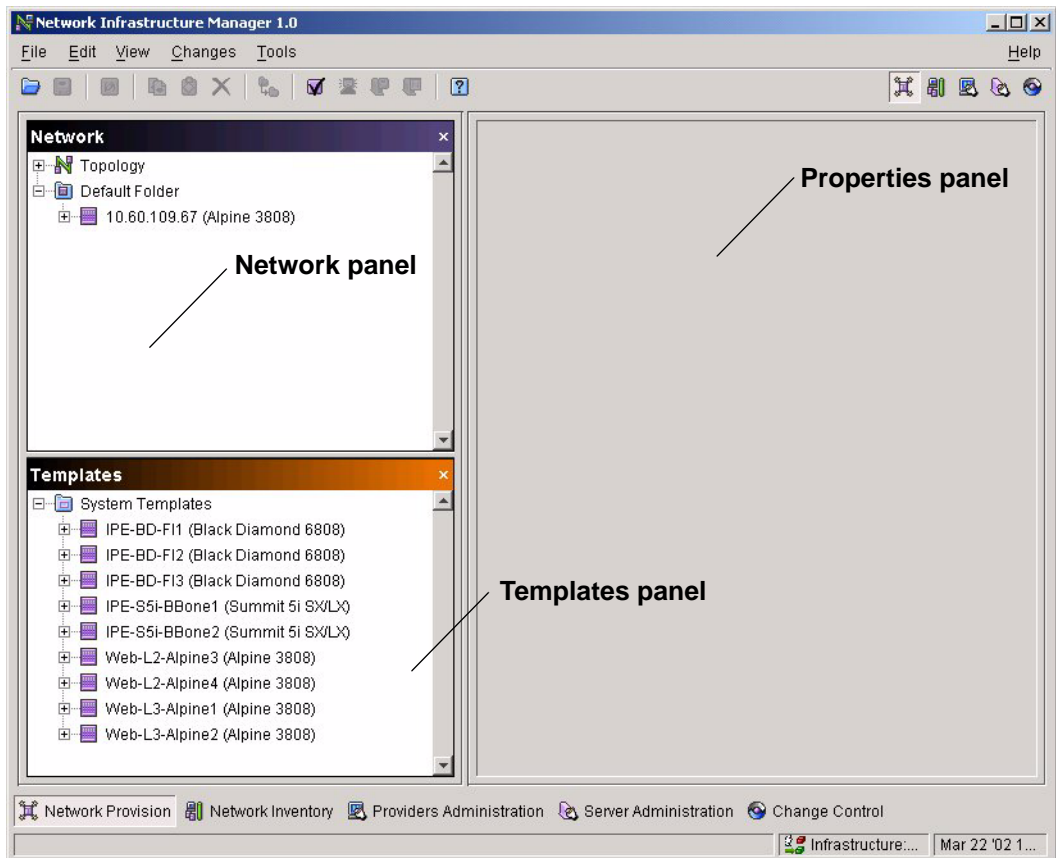 Network Infrastructure Manager 1.0
File Edit View Changes Tools Help
Network
Topology
Default Folder
10.60.109.67 (Alpine 3808)
Properties panel
Network panel
Templates
System Templates
IPE-BD-Fl1 (Black Diamond 6808)
IPE-BD-Fl2 (Black Diamond 6808)
IPE-BD-Fl3 (Black Diamond 6808)
IPE-S5i-BBone1 (Summit 5i SX/LX)
IPE-S5i-BBone2 (Summit 5i SX/LX)
Web-L2-Alpine3 (Alpine 3808)
Web-L2-Alpine4 (Alpine 3808)
Web-L3-Alpine1 (Alpine 3808)
Web-L3-Alpine2 (Alpine 3808)
Templates panel
Network Provision Network Inventory Providers Administration Server Administration Change Control
Infrastructure:... Mar 22 '02 1...